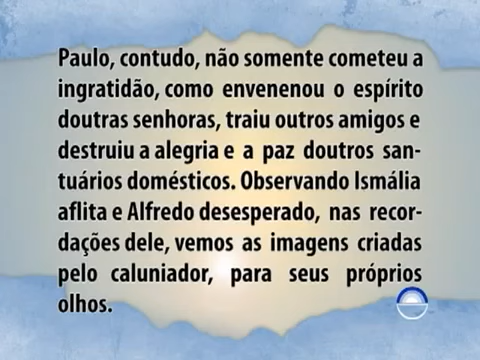 Paulo, contudo, não somente cometeu a
ingratidão, como envenenou o espírito
doutras senhoras, traiu outros amigos e
destruiu a alegria e a paz doutros san-
tuários domésticos. Observando Ismália
aflita e Alfredo desesperado, nas recor-
dações dele, vemos as imagens criadas
pelo caluniador, para seus próprios
olhos.